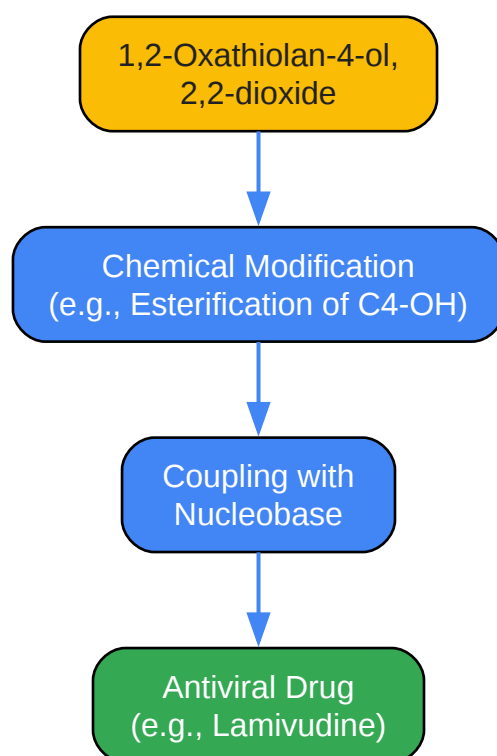 1,2-Oxathiolan-4-ol,
2,2-dioxide
Chemical Modification
(e.g., Esterification of C4-OH)
Coupling with
Nucleobase
Antiviral Drug
(e.g., Lamivudine)